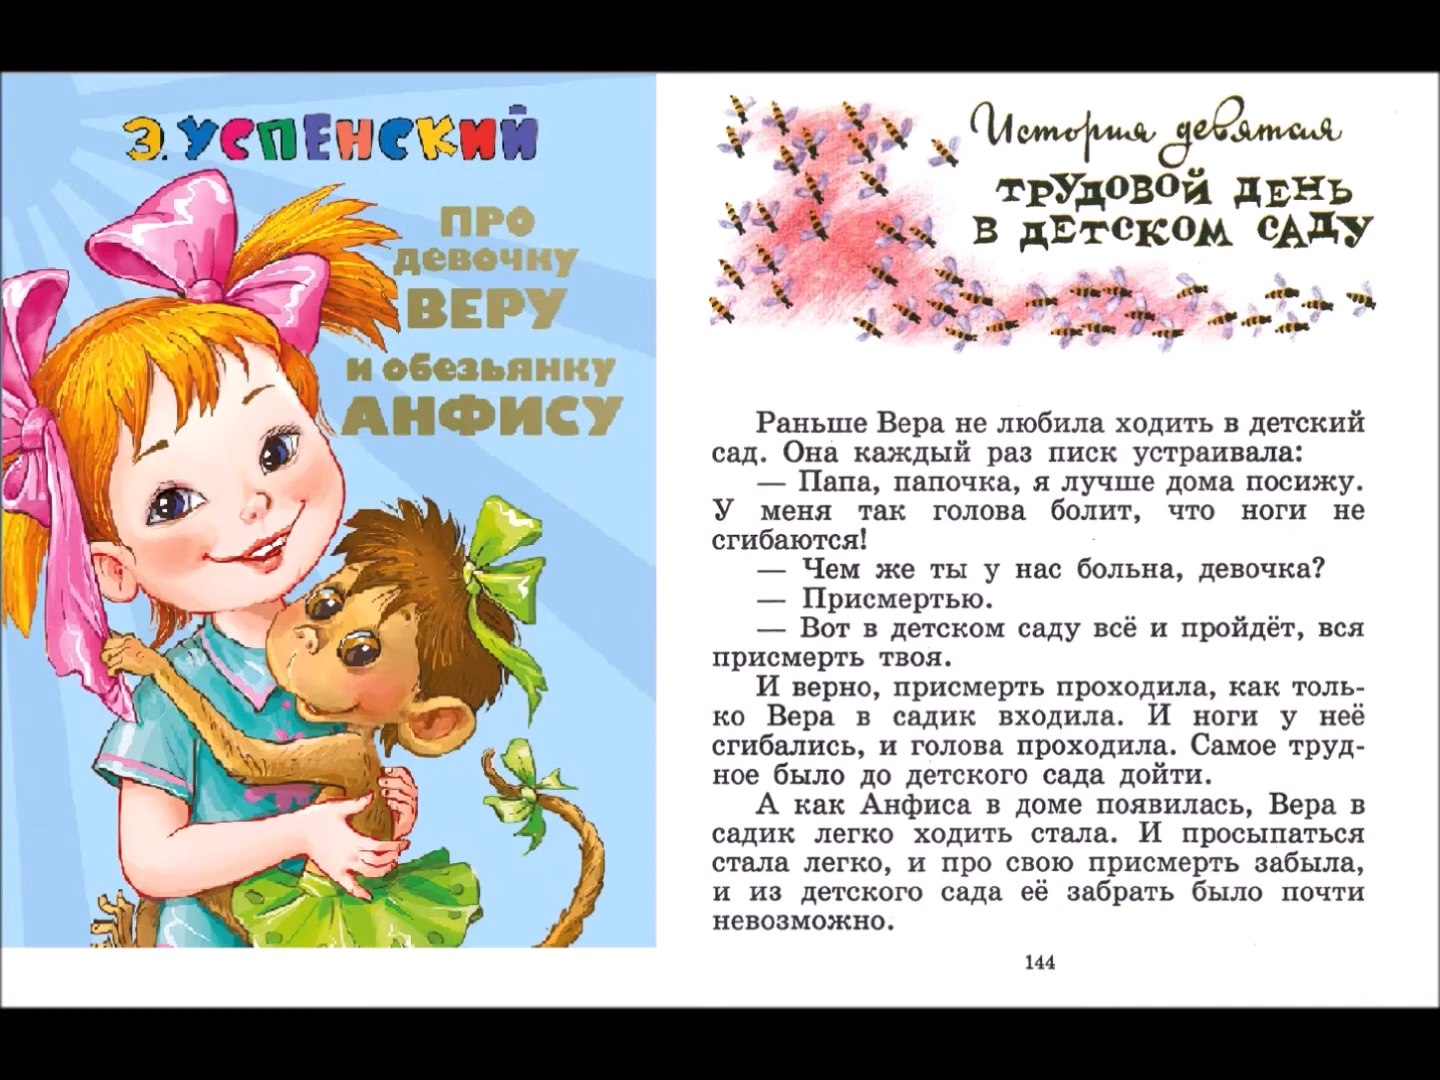 Э. УСПЕНСКИЙ
ПРО
ДЕВОЧКУ
ВЕРУ
И ОБЕЗЬЯНКУ
АНФИСУ
История девятая
ТРУДОВОЙ ДЕНЬ
В ДЕТСКОМ САДУ
Раньше Вера не любила ходить в детский
сад. Она каждый раз писк устраивала:
— Папа, папочка, я лучше дома посижу.
У меня так голова болит, что ноги не
сгибаются!
— Чем же ты у нас больна, девочка?
— Присмертью.
— Вот в детском саду всё и пройдёт, вся
присмерть твоя.
И верно, присмерть проходила, как толь-
ко Вера в садик входила. И ноги у неё
сгибались, и голова проходила. Самое труд-
ное было до детского сада дойти.
А как Анфиса в доме появилась, Вера в
садик легко ходить стала. И просыпаться
стала легко, и про свою присмерть забыла,
и из детского сада её забрать было почти
невозможно.
144